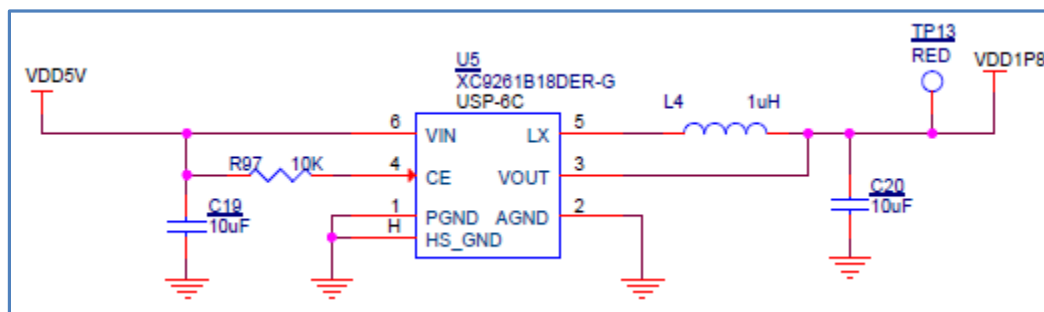 TP13
RED
VDD1P8
VDD5V
U5
XC9261B18DER-G
USP-6C
L4 1uH
6 VIN LX 5
R97 10K 4 CE VOUT 3
C19
10uF
C20
10uF
1 PGND AGND 2
H HS_GND